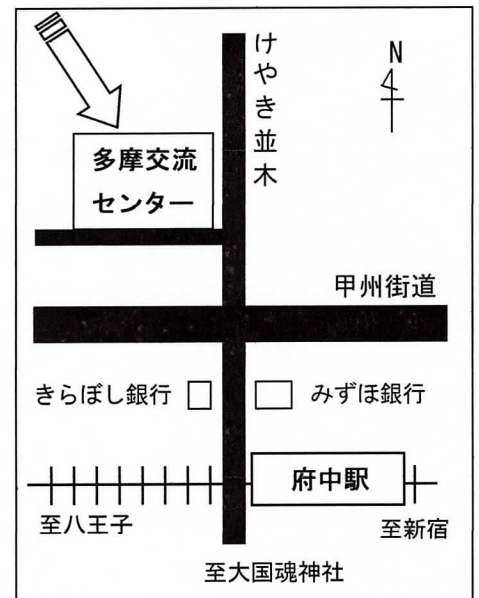 けやき並木
N
多摩交流
センター
甲州街道
きらぼし銀行
みずほ銀行
府中駅
至八王子
至新宿
至大国魂神社